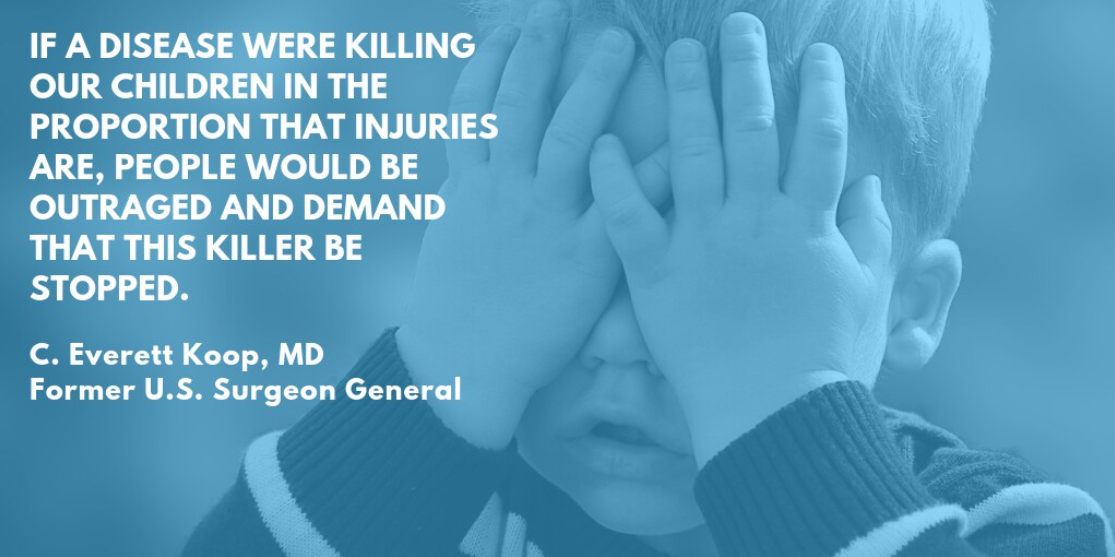 IF A DISEASE WERE KILLING
OUR CHILDREN IN THE
PROPORTION THAT INJURIES
ARE, PEOPLE WOULD BE
OUTRAGED AND DEMAND
THAT THIS KILLER BE
STOPPED.
C. Everett Koop, MD
Former U.S. Surgeon General